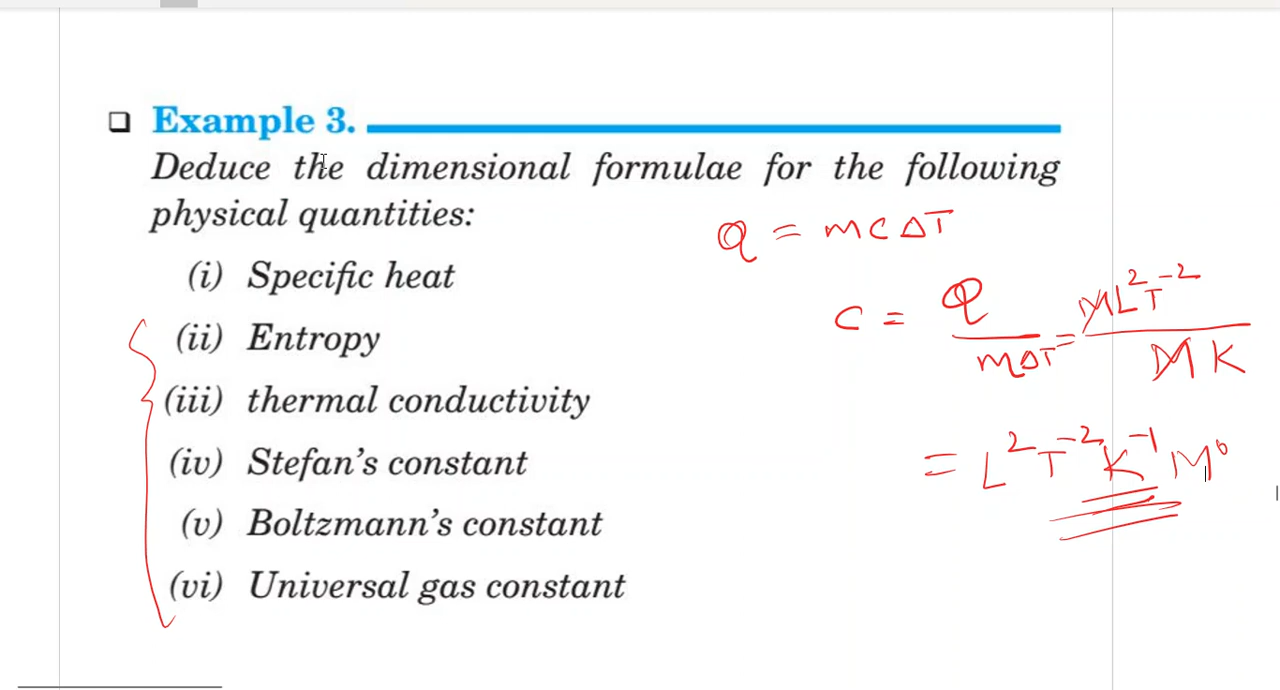 ❑ Example 3.
Deduce the dimensional formulae for the following
physical quantities:
Q = mcΔT
(i) Specific heat
C = Q / mΔT = ML²T⁻² / MK
(ii) Entropy
(iii) thermal conductivity
= L²T⁻²K⁻¹M⁰
(iv) Stefan’s constant
(v) Boltzmann’s constant
(vi) Universal gas constant